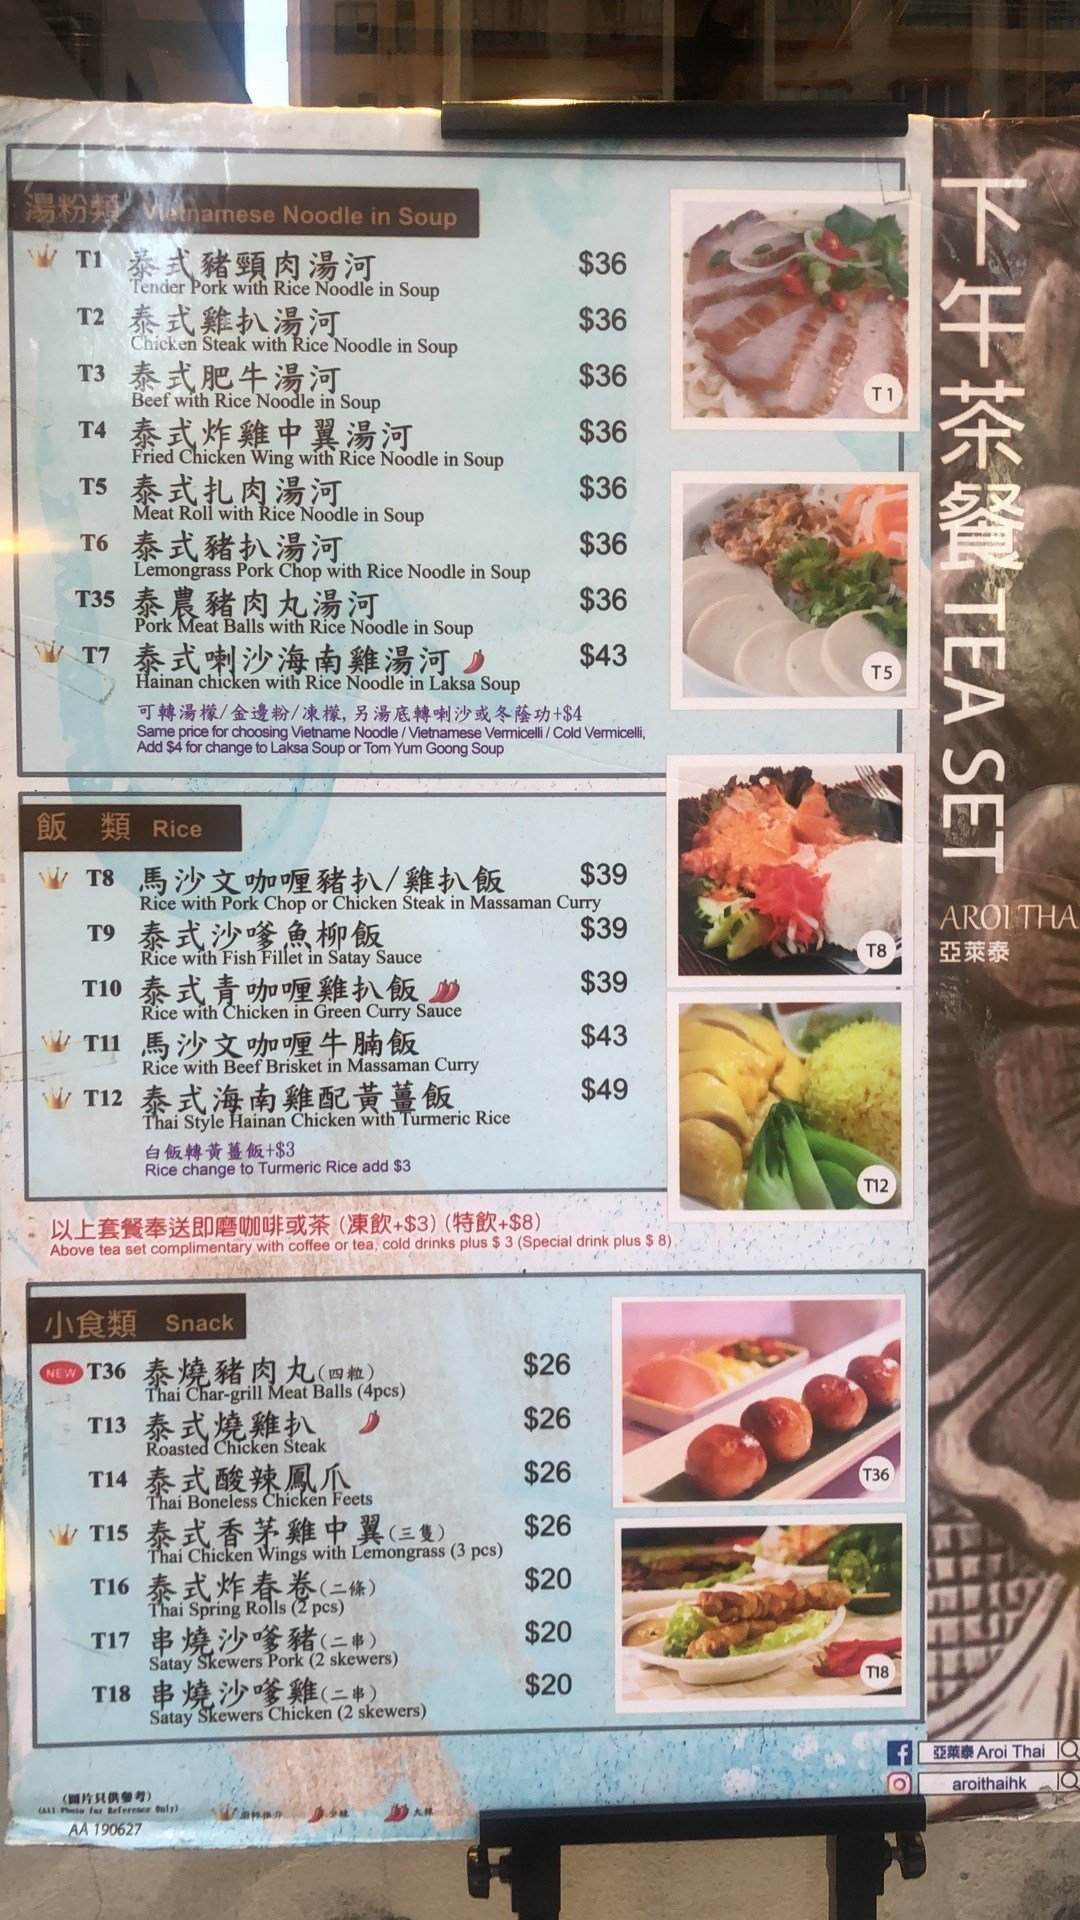 湯粉類 Vietnamese Noodle in Soup
T1 泰式豬頸肉湯河 $36
Tender Pork with Rice Noodle in Soup
T2 泰式雞扒湯河 $36
Chicken Steak with Rice Noodle in Soup
T3 泰式肥牛湯河 $36
Beef with Rice Noodle in Soup
T4 泰式炸雞中翼湯河 $36
Fried Chicken Wing with Rice Noodle in Soup
T5 泰式扎肉湯河 $36
Meat Roll with Rice Noodle in Soup
T6 泰式豬扒湯河 $36
Lemongrass Pork Chop with Rice Noodle in Soup
T35 泰農豬肉丸湯河 $36
Pork Meat Balls with Rice Noodle in Soup
T7 泰式喇沙海南雞湯河 $43
Hainan chicken with Rice Noodle in Laksa Soup
可轉湯檬/金邊粉/凍檬, 另湯底轉喇沙或冬蔭功+$4
Same price for choosing Vietname Noodle / Vietnamese Vermicelli / Cold Vermicelli,
Add $4 for change to Laksa Soup or Tom Yum Goong Soup
T1
T5
飯 類 Rice
T8 馬沙文咖喱豬扒/雞扒飯 $39
Rice with Pork Chop or Chicken Steak in Massaman Curry
T9 泰式沙嗲魚柳飯 $39
Rice with Fish Fillet in Satay Sauce
T10 泰式青咖喱雞扒飯 $39
Rice with Chicken in Green Curry Sauce
T11 馬沙文咖喱牛腩飯 $43
Rice with Beef Brisket in Massaman Curry
T12 泰式海南雞配黃薑飯 $49
Thai Style Hainan Chicken with Turmeric Rice
白飯轉黃薑飯+$3
Rice change to Turmeric Rice add $3
T8
T12
以上套餐奉送即磨咖啡或茶 (凍飲+$3) (特飲+$8)
Above tea set complimentary with coffee or tea, cold drinks plus $ 3 (Special drink plus $ 8).
小食類 Snack
NEW T36 泰燒豬肉丸(四粒) $26
Thai Char-grill Meat Balls (4pcs)
T13 泰式燒雞扒 $26
Roasted Chicken Steak
T14 泰式酸辣鳳爪 $26
Thai Boneless Chicken Feets
T15 泰式香茅雞中翼(三隻) $26
Thai Chicken Wings with Lemongrass (3 pcs)
T16 泰式炸春卷(二條) $20
Thai Spring Rolls (2 pcs)
T17 串燒沙嗲豬(二串) $20
Satay Skewers Pork (2 skewers)
T18 串燒沙嗲雞(二串) $20
Satay Skewers Chicken (2 skewers)
T36
T18
(圖片只供參考)
(All Photo for Reference Only)
AA 190627
廚師推介 少辣 大辣
下午茶餐 TEA SET
AROI THA
亞萊泰
亞萊泰 Aroi Thai
aroithaihk